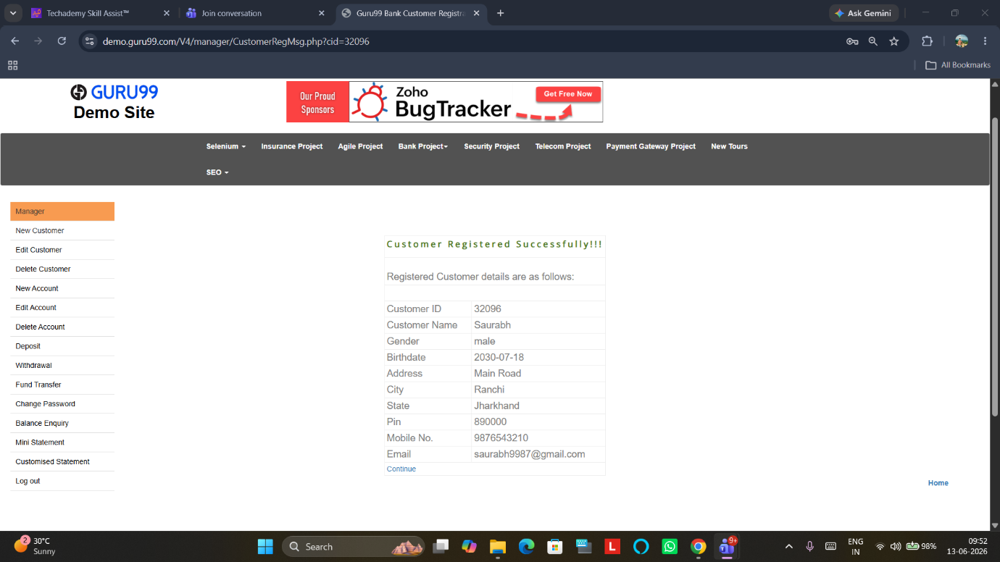 Techademy Skill Assist™
Join conversation
Guru99 Bank Customer Registra
Ask Gemini
demo.guru99.com/V4/manager/CustomerRegMsg.php?cid=32096
All Bookmarks
GURU99
Demo Site
Our Proud
Sponsors
Zoho
BugTracker
Get Free Now
Selenium
Insurance Project
Agile Project
Bank Project
Security Project
Telecom Project
Payment Gateway Project
New Tours
SEO
Manager
New Customer
Edit Customer
Delete Customer
New Account
Edit Account
Delete Account
Deposit
Withdrawal
Fund Transfer
Change Password
Balance Enquiry
Mini Statement
Customised Statement
Log out
Customer Registered Successfully!!!
Registered Customer details are as follows:
Customer ID 32096
Customer Name Saurabh
Gender male
Birthdate 2030-07-18
Address Main Road
City Ranchi
State Jharkhand
Pin 890000
Mobile No. 9876543210
Email saurabh9987@gmail.com
Continue
Home
2
30°C
Sunny
Search
L
9+
ENG
IN
98%
09:52
13-06-2026